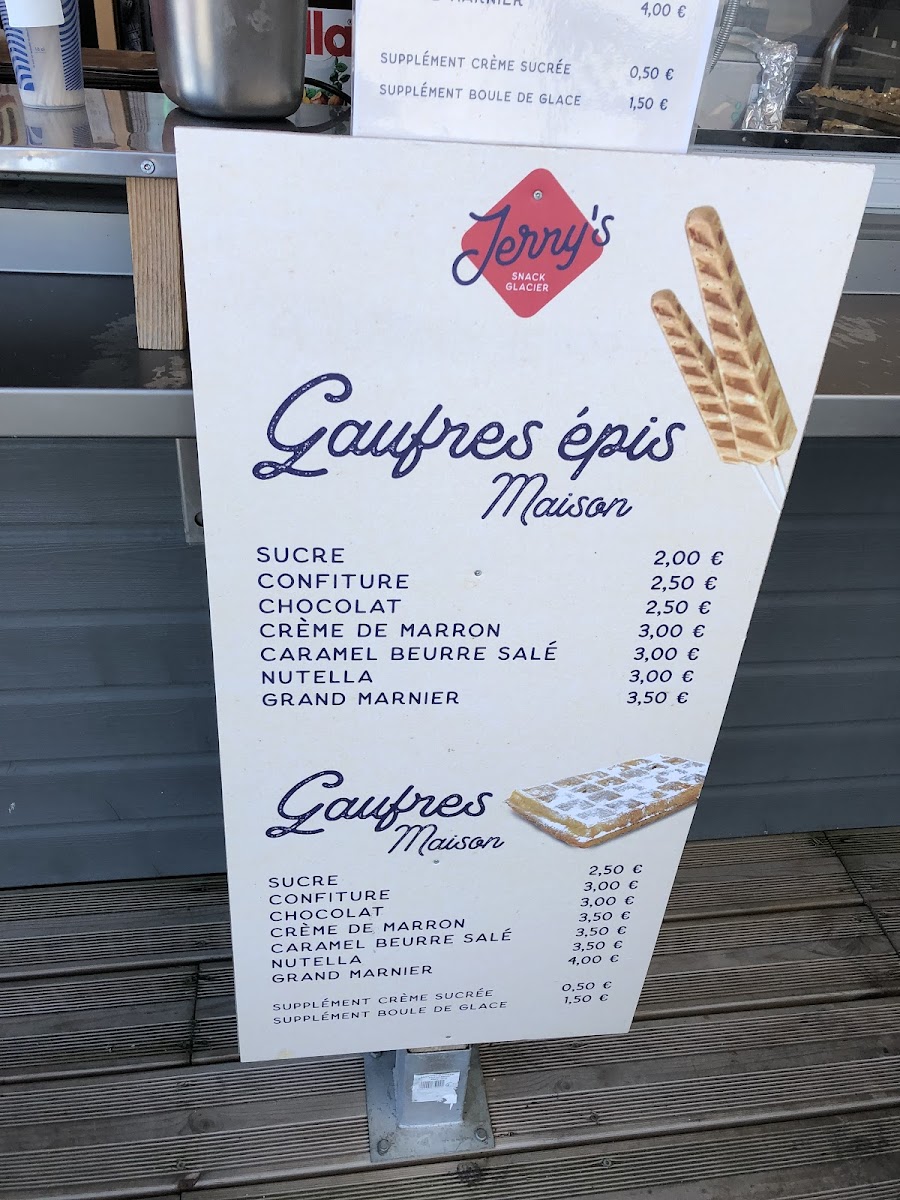 lla
MARNIER 4,00 €
SUPPLÉMENT CRÈME SUCRÉE 0,50 €
SUPPLÉMENT BOULE DE GLACE 1,50 €
Jerry's
SNACK
GLACIER
Gaufres épis
Maison
SUCRE 2,00 €
CONFITURE 2,50 €
CHOCOLAT 2,50 €
CRÈME DE MARRON 3,00 €
CARAMEL BEURRE SALÉ 3,00 €
NUTELLA 3,00 €
GRAND MARNIER 3,50 €
Gaufres
Maison
SUCRE 2,50 €
CONFITURE 3,00 €
CHOCOLAT 3,00 €
CRÈME DE MARRON 3,50 €
CARAMEL BEURRE SALÉ 3,50 €
NUTELLA 3,50 €
GRAND MARNIER 4,00 €
SUPPLÉMENT CRÈME SUCRÉE 0,50 €
SUPPLÉMENT BOULE DE GLACE 1,50 €